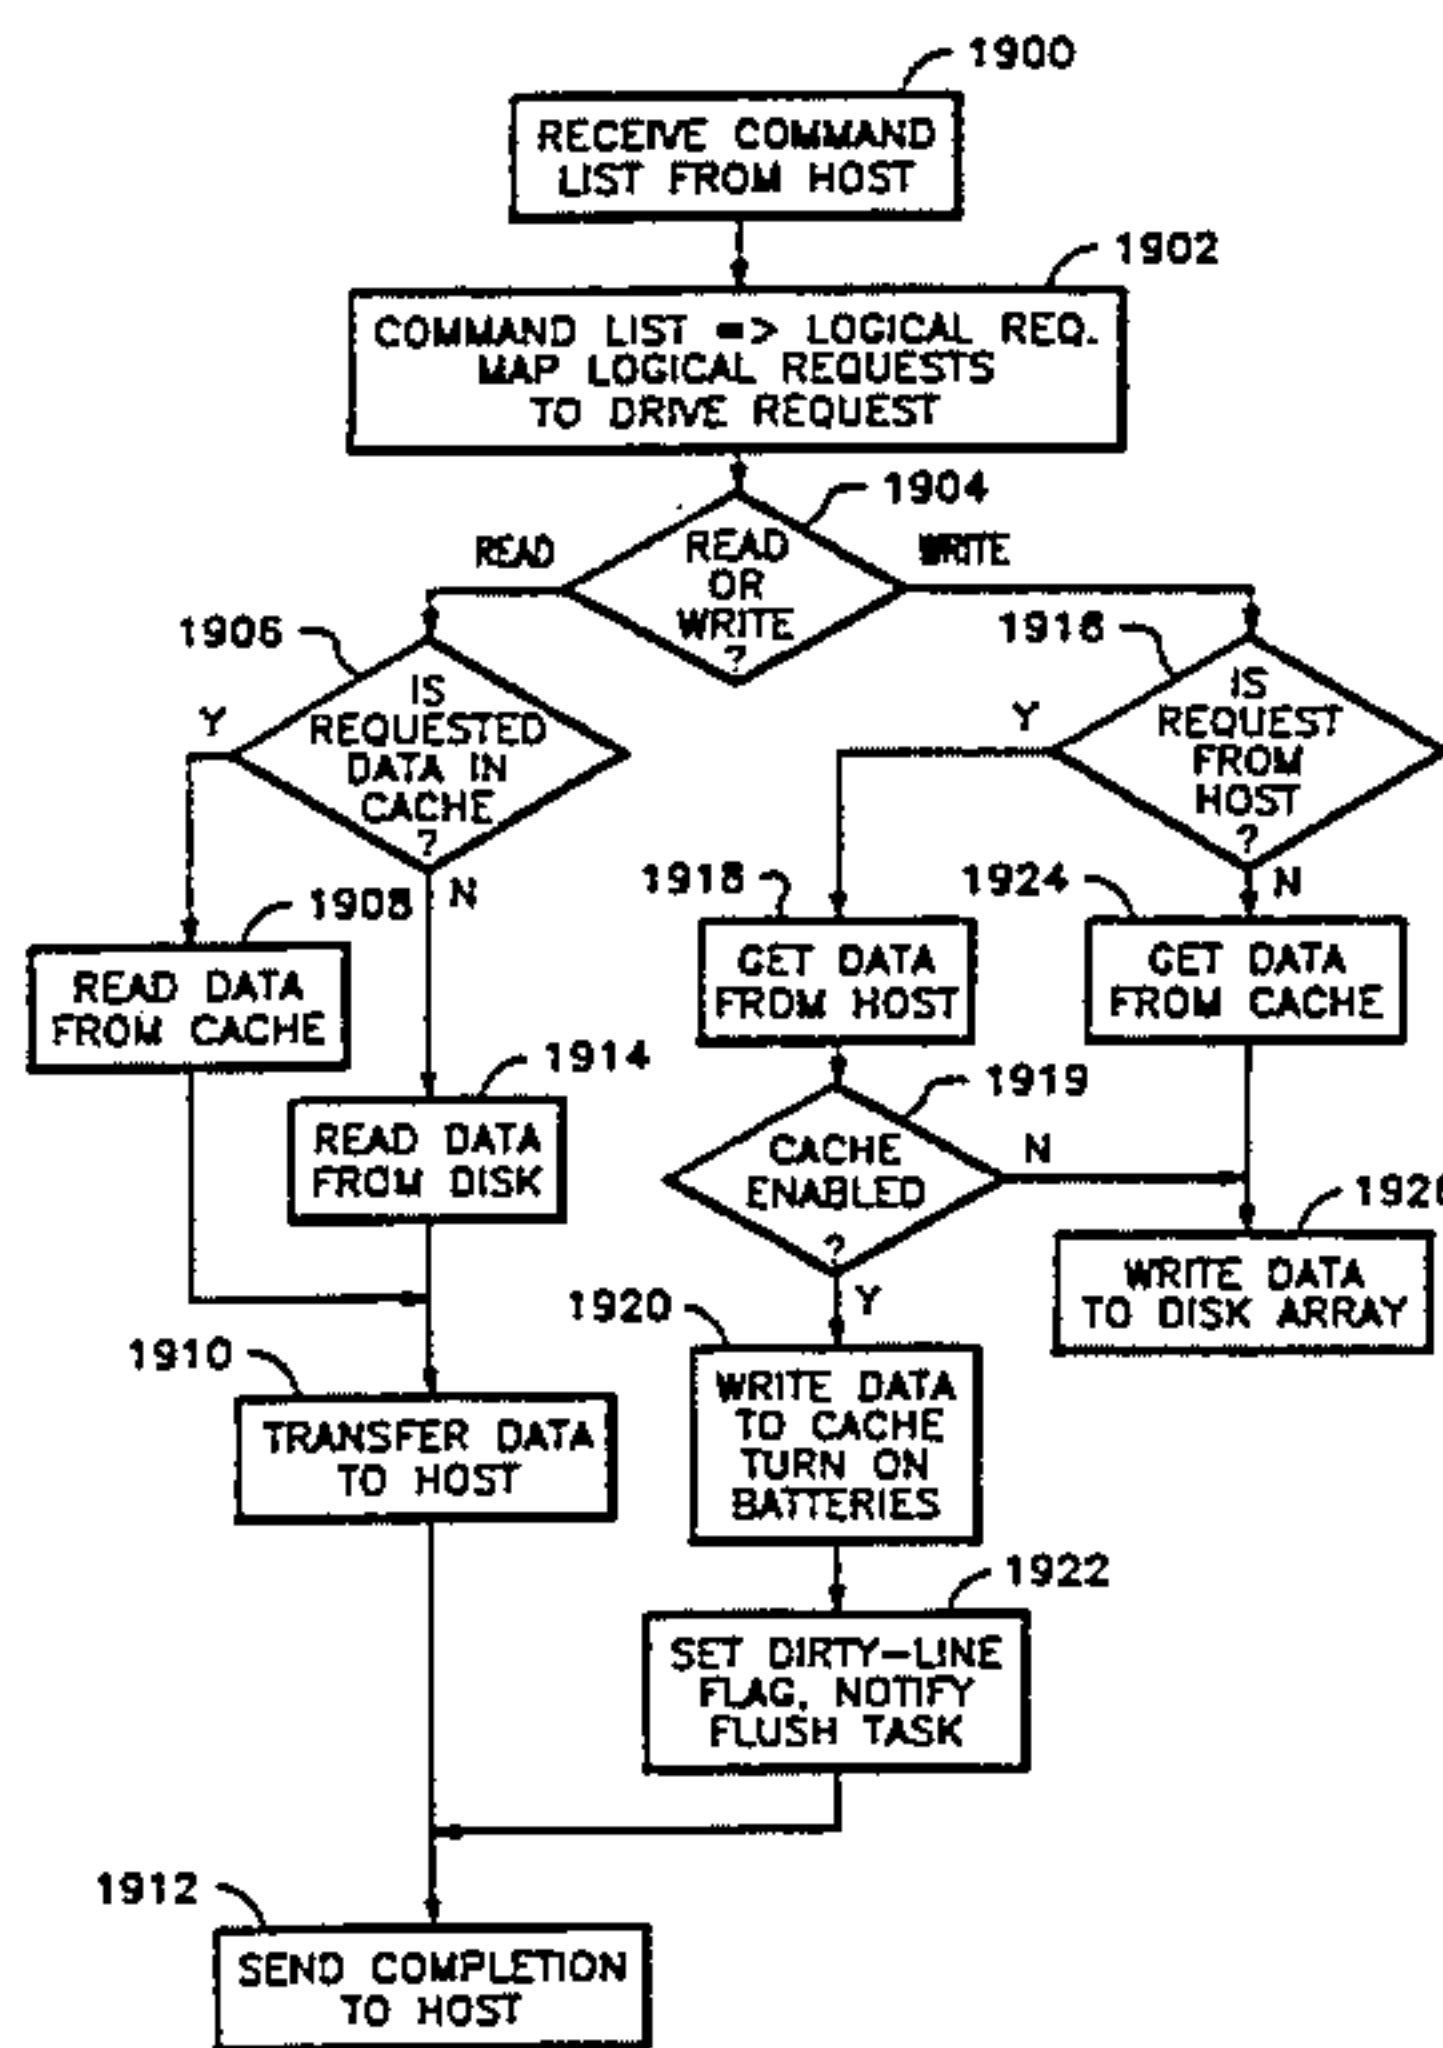 1900
RECEIVE COMMAND
LIST FROM HOST
1902
COMMAND LIST => LOGICAL REQ.
MAP LOGICAL REQUESTS
TO DRIVE REQUEST
1904
READ
OR
WRITE
?
READ
WRITE
1906
IS
REQUESTED
DATA IN
CACHE
?
Y
N
1916
IS
REQUEST
FROM
HOST
?
Y
N
1908
READ DATA
FROM CACHE
1914
READ DATA
FROM DISK
1918
GET DATA
FROM HOST
1924
GET DATA
FROM CACHE
1919
CACHE
ENABLED
?
N
Y
WRITE DATA
TO DISK ARRAY
1920
WRITE DATA
TO CACHE
TURN ON
BATTERIES
1910
TRANSFER DATA
TO HOST
1922
SET DIRTY-LINE
FLAG, NOTIFY
FLUSH TASK
1912
SEND COMPLETION
TO HOST